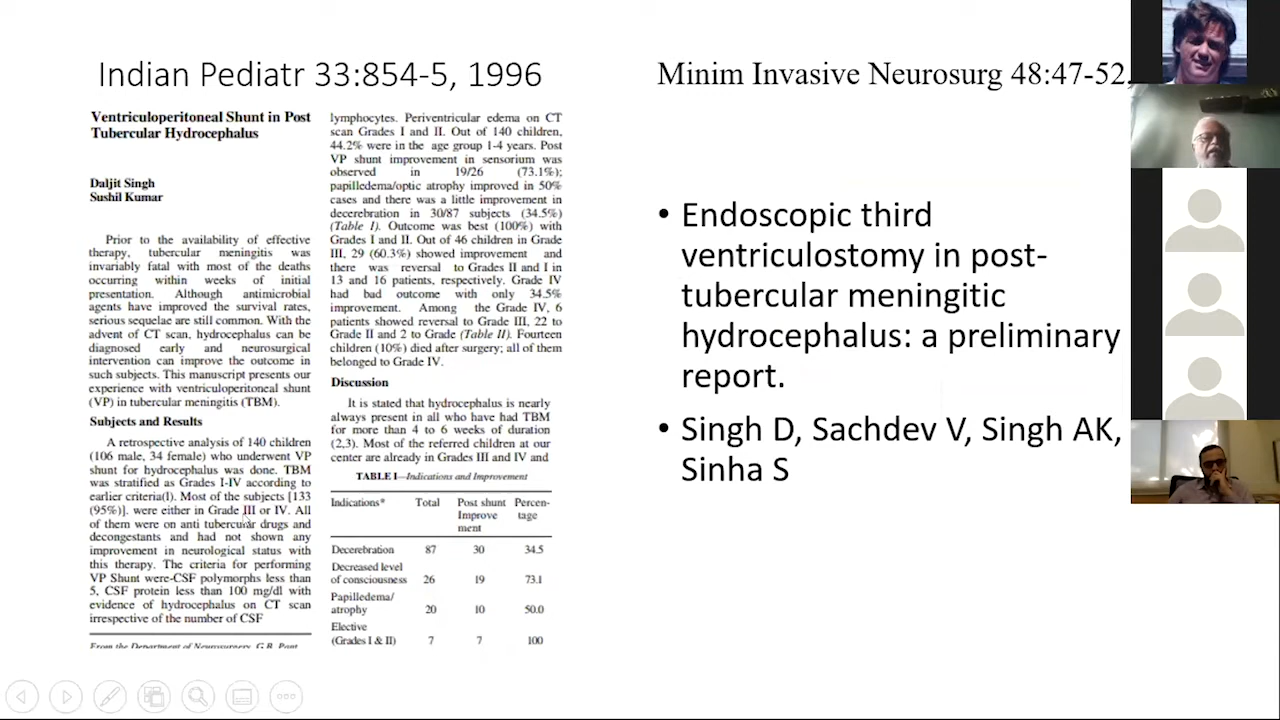 Indian Pediatr 33:854-5, 1996
Ventriculoperitoneal Shunt in Post
Tubercular Hydrocephalus
Daljit Singh
Sushil Kumar
Prior to the availability of effective
therapy, tubercular meningitis was
invariably fatal with most of the deaths
occurring within weeks of initial
presentation. Although antimicrobial
agents have improved the survival rates,
serious sequelae are still common. With the
advent of CT scan, hydrocephalus can be
diagnosed early and neurosurgical
intervention can improve the outcome in
such subjects. This manuscript presents our
experience with ventriculoperitoneal shunt
(VP) in tubercular meningitis (TBM).
Subjects and Results
A retrospective analysis of 140 children
(106 male, 34 female) who underwent VP
shunt for hydrocephalus was done. TBM
was stratified as Grades I-IV according to
earlier criteria(1). Most of the subjects [133
(95%)]. were either in Grade III or IV. All
of them were on anti tubercular drugs and
decongestants and had not shown any
improvement in neurological status with
this therapy. The criteria for performing
VP Shunt were-CSF polymorphs less than
5, CSF protein less than 100 mg/dl with
evidence of hydrocephalus on CT scan
irrespective of the number of CSF
From the Department of Neurosurgery, G.B. Pant
lymphocytes. Periventricular edema on CT
scan Grades I and II. Out of 140 children,
44.2% were in the age group 1-4 years. Post
VP shunt improvement in sensorium was
observed in 19/26 (73.1%);
papilledema/optic atrophy improved in 50%
cases and there was a little improvement in
decerebration in 30/87 subjects (34.5%)
(Table I). Outcome was best (100%) with
Grades I and II. Out of 46 children in Grade
III, 29 (60.3%) showed improvement and
there was reversal to Grades II and I in
13 and 16 patients, respectively. Grade IV
had bad outcome with only 34.5%
improvement. Among the Grade IV, 6
patients showed reversal to Grade III, 22 to
Grade II and 2 to Grade (Table II). Fourteen
children (10%) died after surgery; all of them
belonged to Grade IV.
Discussion
It is stated that hydrocephalus is nearly
always present in all who have had TBM
for more than 4 to 6 weeks of duration
(2,3). Most of the referred children at our
center are already in Grades III and IV and
TABLE I—Indications and Improvement
Indications* Total Post shunt Percen-
Improve tage
ment
Decerebration 87 30 34.5
Decreased level
of consciousness 26 19 73.1
Papilledema/
atrophy 20 10 50.0
Elective
(Grades I & II) 7 7 100
Minim Invasive Neurosurg 48:47-52,
• Endoscopic third
ventriculostomy in post-
tubercular meningitic
hydrocephalus: a preliminary
report.
• Singh D, Sachdev V, Singh AK,
Sinha S